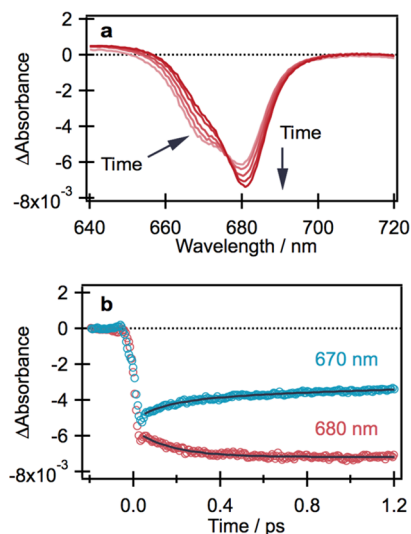 2
a
0
-2
-4
-6
-8x10⁻³
ΔAbsorbance
Time
Time
640 660 680 700 720
Wavelength / nm
2
b
0
-2
-4
-6
-8x10⁻³
ΔAbsorbance
670 nm
680 nm
0.0 0.4 0.8 1.2
Time / ps